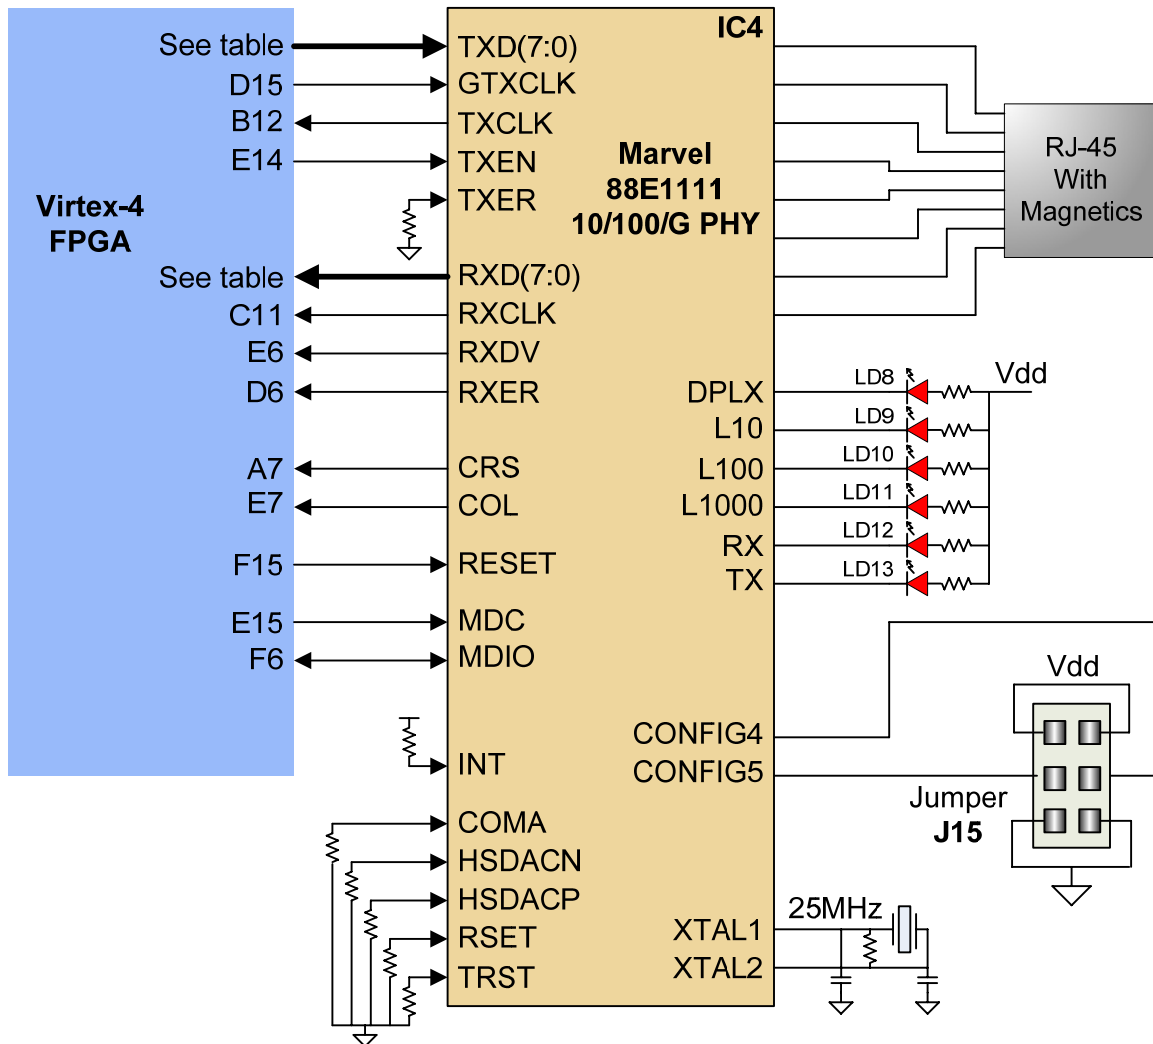 IC4
See table
D15
B12
E14
Virtex-4
FPGA
See table
C11
E6
D6
A7
E7
F15
E15
F6
TXD(7:0)
GTXCLK
TXCLK
TXEN
TXER
RXD(7:0)
RXCLK
RXDV
RXER
CRS
COL
RESET
MDC
MDIO
INT
COMA
HSDACN
HSDACP
RSET
TRST
Marvel
88E1111
10/100/G PHY
DPLX
L10
L100
L1000
RX
TX
CONFIG4
CONFIG5
XTAL1
XTAL2
RJ-45
With
Magnetics
LD8
LD9
LD10
LD11
LD12
LD13
Vdd
Vdd
Jumper
J15
25MHz